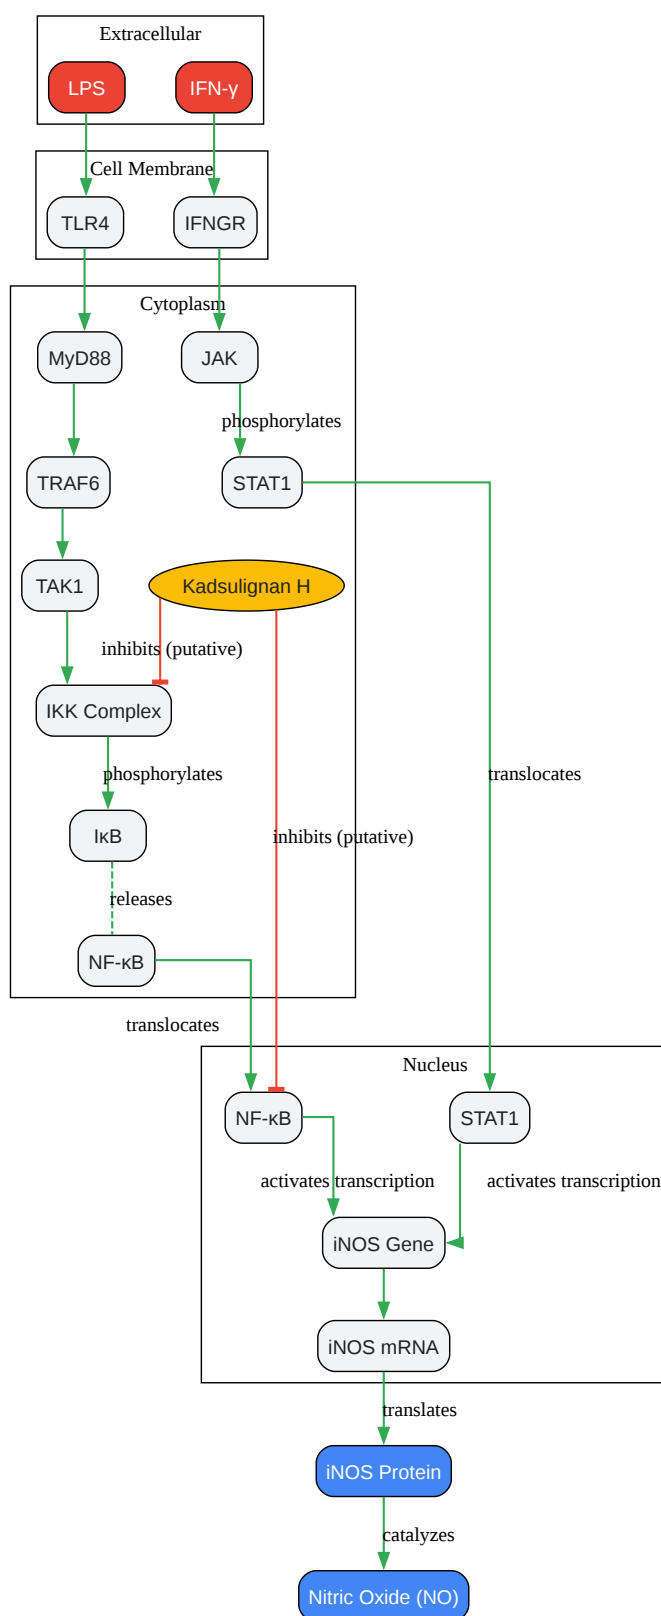 Extracellular
LPS
IFN-γ
Cell Membrane
TLR4
IFNGR
Cytoplasm
MyD88
JAK
phosphorylates
TRAF6
STAT1
TAK1
Kadsulignan H
inhibits (putative)
IKK Complex
phosphorylates
translocates
IκB
inhibits (putative)
releases
NF-κB
translocates
Nucleus
NF-κB
STAT1
activates transcription
activates transcription
iNOS Gene
iNOS mRNA
translates
iNOS Protein
catalyzes
Nitric Oxide (NO)